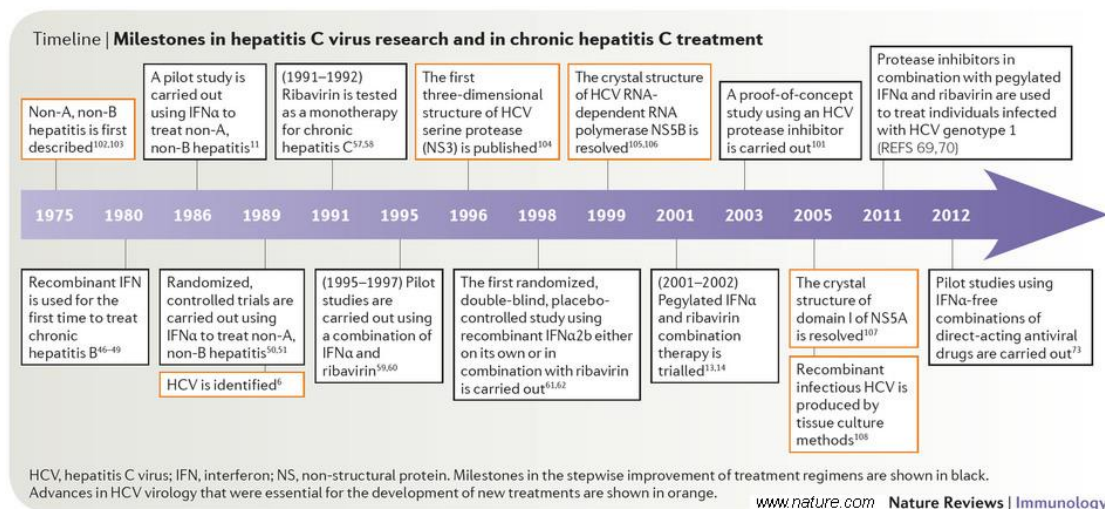 Timeline | Milestones in hepatitis C virus research and in chronic hepatitis C treatment
Non-A, non-B
hepatitis is first
described102,103
A pilot study is
carried out
using IFNα to
treat non-A,
non-B hepatitis11
(1991–1992)
Ribavirin is tested
as a monotherapy
for chronic
hepatitis C57,58
The first
three-dimensional
structure of HCV
serine protease
(NS3) is published104
The crystal structure
of HCV RNA-
dependent RNA
polymerase NS5B is
resolved105,106
A proof-of-concept
study using an HCV
protease inhibitor
is carried out101
Protease inhibitors in
combination with pegylated
IFNα and ribavirin are used
to treat individuals infected
with HCV genotype 1
(REFS 69,70)
1975 1980 1986 1989 1991 1995 1996 1998 1999 2001 2003 2005 2011 2012
Recombinant IFN
is used for the
first time to treat
chronic
hepatitis B46–49
Randomized,
controlled trials are
carried out using
IFNα to treat non-A,
non-B hepatitis50,51
HCV is identified6
(1995–1997) Pilot
studies are
carried out using
a combination of
IFNα and
ribavirin59,60
The first randomized,
double-blind, placebo-
controlled study using
recombinant IFNα2b either
on its own or in
combination with ribavirin
is carried out61,62
(2001–2002)
Pegylated IFNα
and ribavirin
combination
therapy is
trialled13,14
The crystal
structure of
domain I of NS5A
is resolved107
Recombinant
infectious HCV is
produced by
tissue culture
methods108
Pilot studies using
IFNα-free
combinations of
direct-acting antiviral
drugs are carried out73
HCV, hepatitis C virus; IFN, interferon; NS, non-structural protein. Milestones in the stepwise improvement of treatment regimens are shown in black.
Advances in HCV virology that were essential for the development of new treatments are shown in orange.
www.nature.com Nature Reviews | Immunology